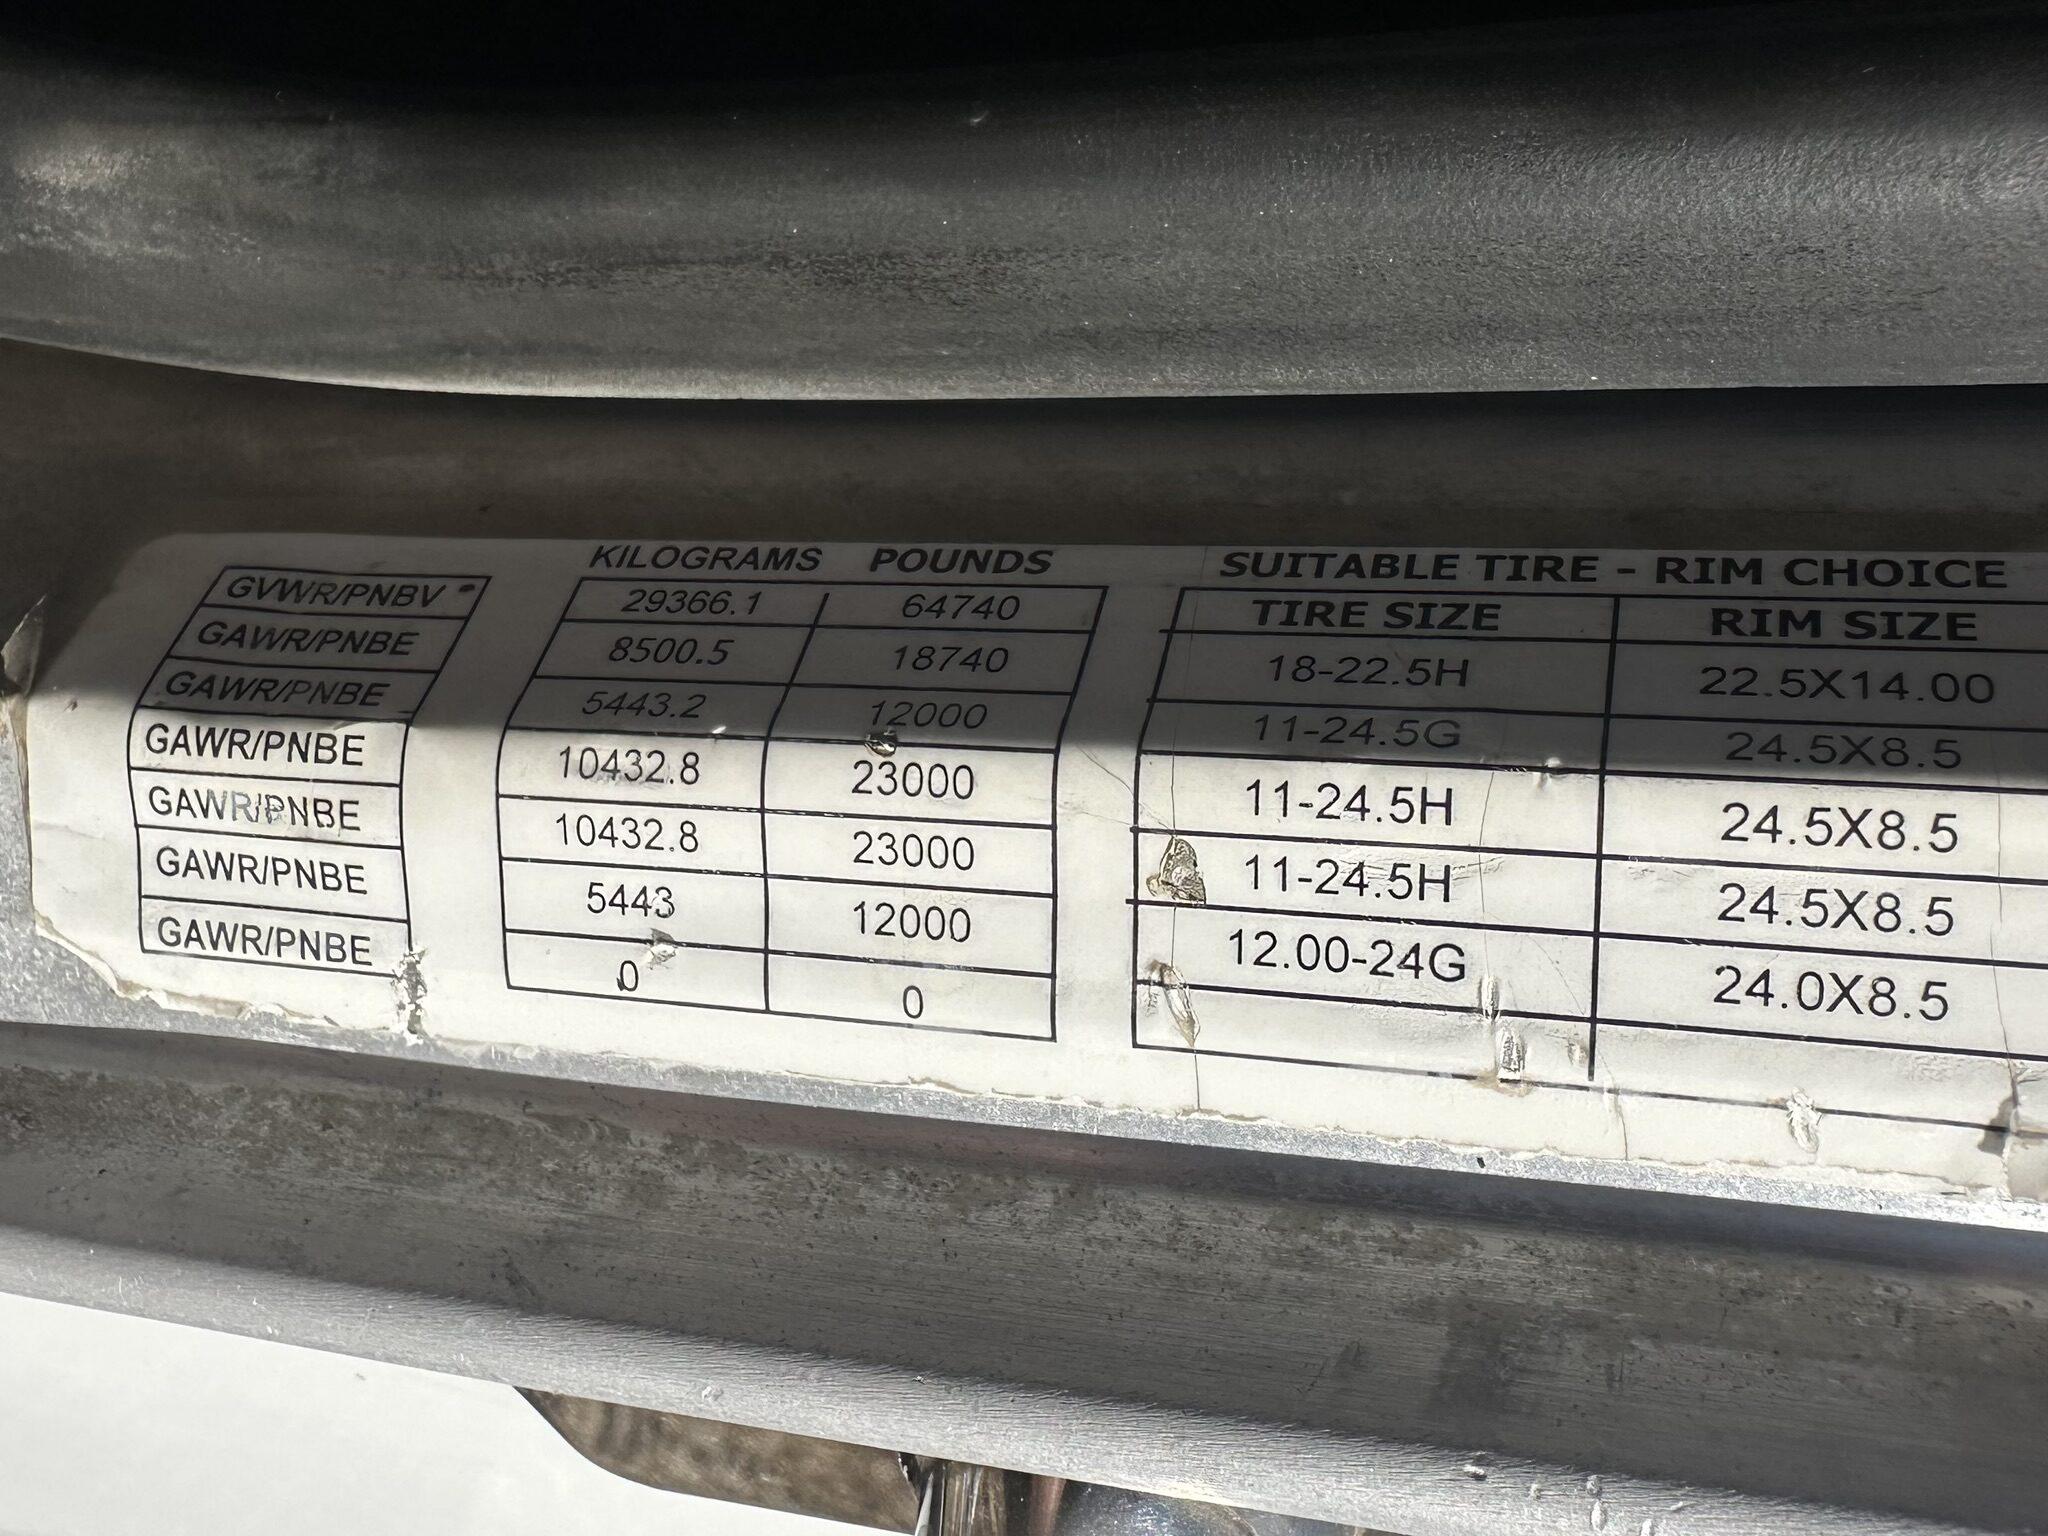 KILOGRAMS POUNDS SUITABLE TIRE - RIM CHOICE
GVWR/PNBV 29366.1 64740 TIRE SIZE RIM SIZE
GAWR/PNBE 8500.5 18740 18-22.5H 22.5X14.00
GAWR/PNBE 5443.2 12000 11-24.5G 24.5X8.5
GAWR/PNBE 10432.8 23000 11-24.5H 24.5X8.5
GAWR/PNBE 10432.8 23000 11-24.5H 24.5X8.5
GAWR/PNBE 5443 12000 12.00-24G 24.0X8.5
GAWR/PNBE 0 0